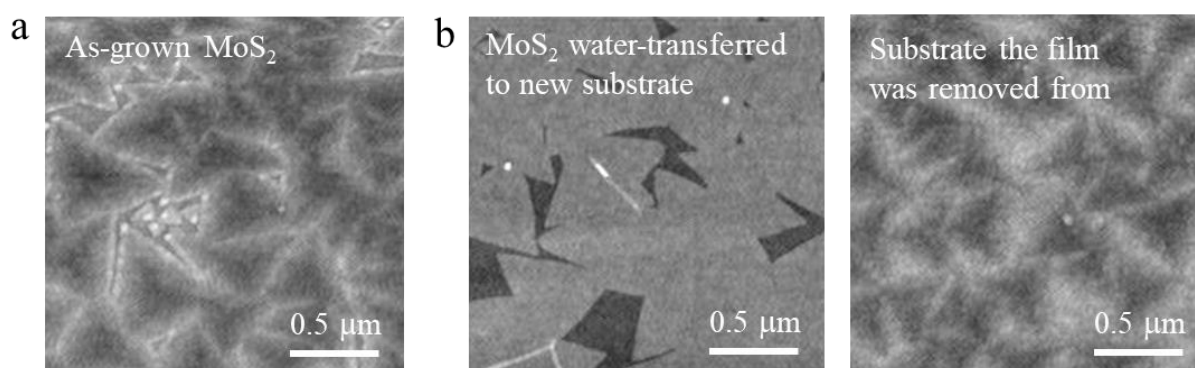 a
As-grown MoS₂
0.5 μm
b
MoS₂ water-transferred
to new substrate
0.5 μm
Substrate the film
was removed from
0.5 μm